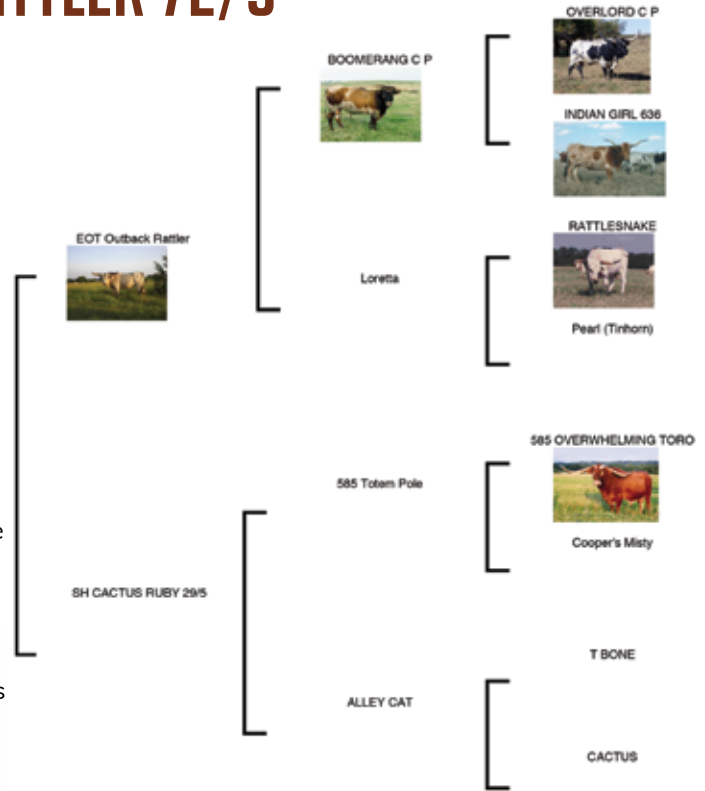 TTLER
OVERLORD C P
BOOMERANG C P
INDIAN GIRL 636
RATTLESNAKE
EOT Outback Rattler
Loretta
Pearl (Tinhorn)
585 OVERWHELMING TORO
585 Totem Pole
e
Cooper's Misty
SH CACTUS RUBY 29/5
T BONE
s
ALLEY CAT
CACTUS